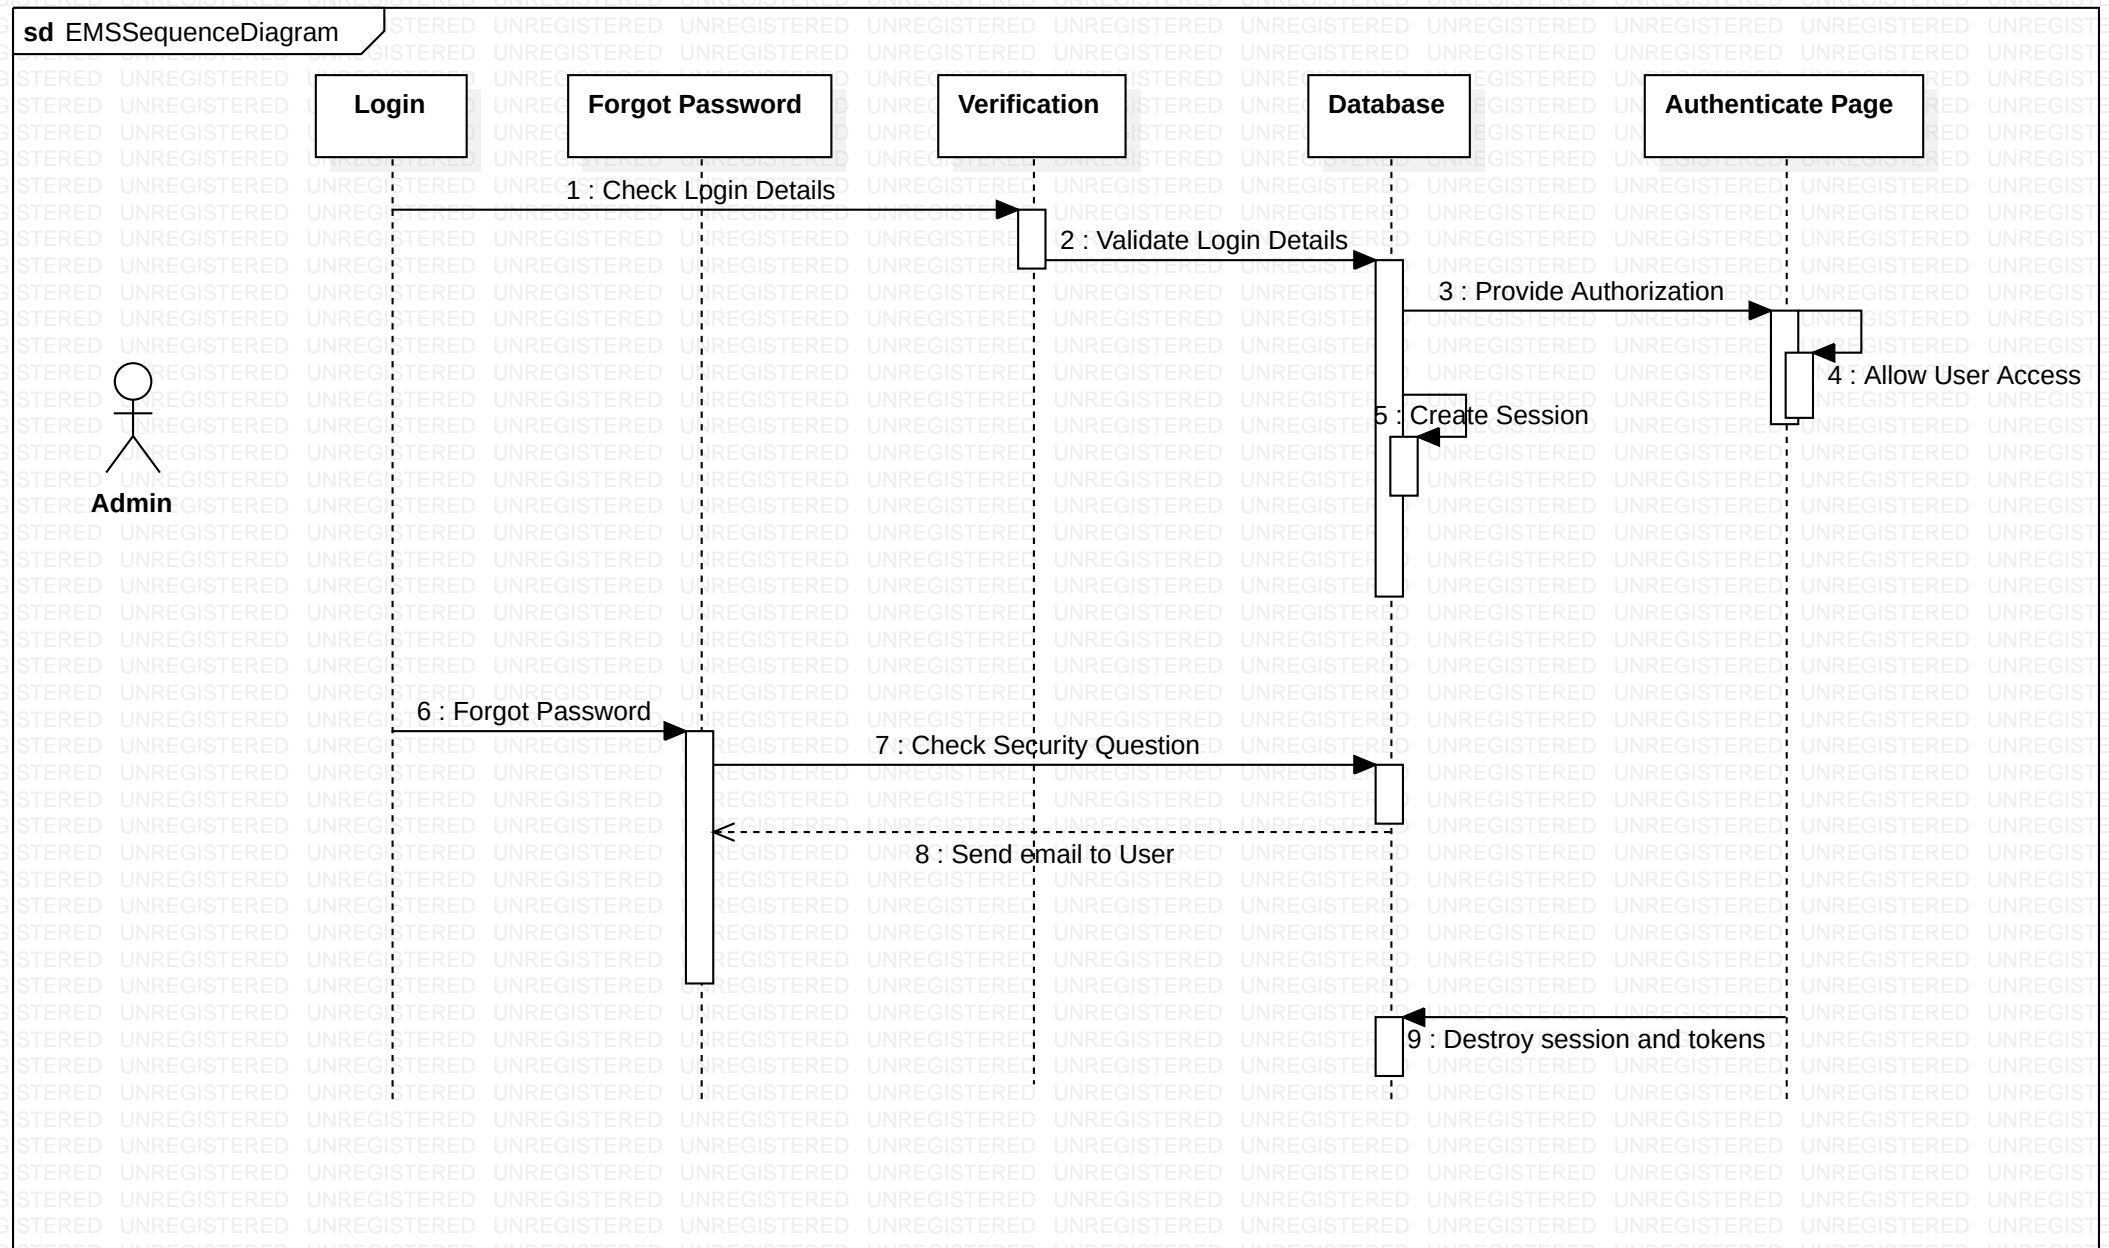 sd EMSSequenceDiagram
Login
Forgot Password
Verification
Database
Authenticate Page
1 : Check Login Details
2 : Validate Login Details
3 : Provide Authorization
4 : Allow User Access
5 : Create Session
Admin
6 : Forgot Password
7 : Check Security Question
8 : Send email to User
9 : Destroy session and tokens
UNREGISTERED